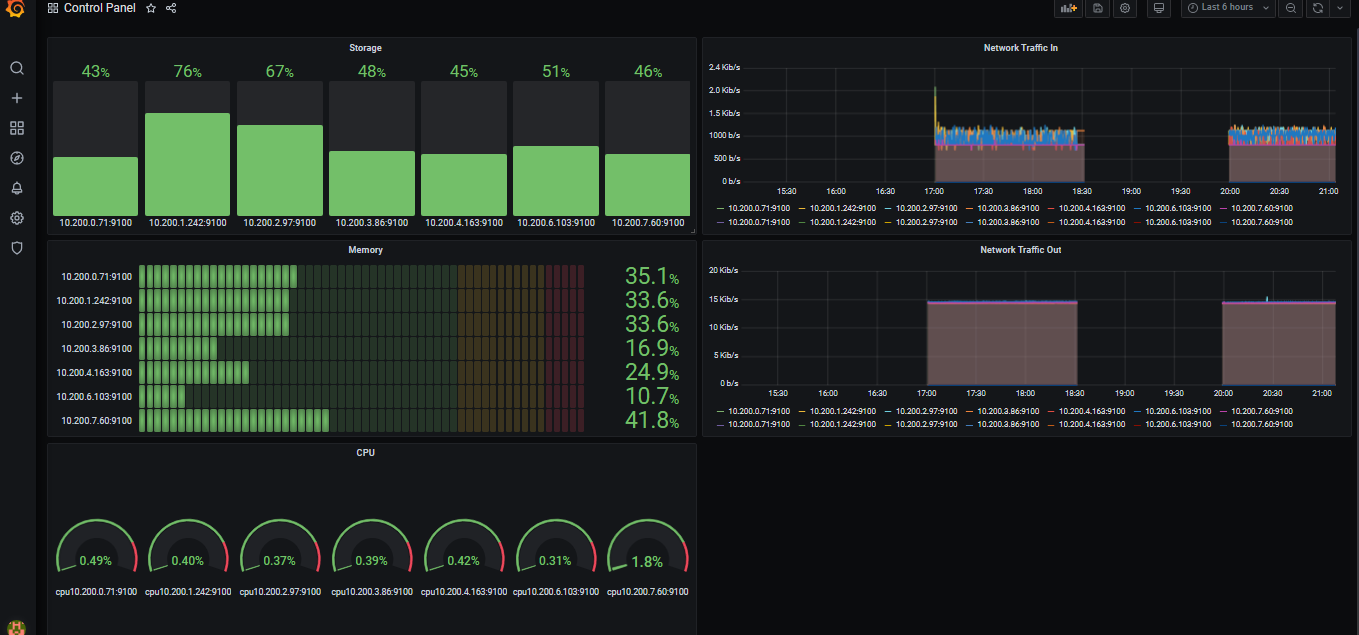 Control Panel
Last 6 hours
Storage
43% 76% 67% 48% 45% 51% 46%
10.200.0.71:9100 10.200.1.242:9100 10.200.2.97:9100 10.200.3.86:9100 10.200.4.163:9100 10.200.6.103:9100 10.200.7.60:9100
Network Traffic In
2.4 Kib/s
2.0 Kib/s
1.5 Kib/s
1000 b/s
500 b/s
0 b/s
15:30 16:00 16:30 17:00 17:30 18:00 18:30 19:00 19:30 20:00 20:30 21:00
10.200.0.71:9100 10.200.1.242:9100 10.200.2.97:9100 10.200.3.86:9100 10.200.4.163:9100 10.200.6.103:9100 10.200.7.60:9100
10.200.0.71:9100 10.200.1.242:9100 10.200.2.97:9100 10.200.3.86:9100 10.200.4.163:9100 10.200.6.103:9100 10.200.7.60:9100
Memory
10.200.0.71:9100 35.1%
10.200.1.242:9100 33.6%
10.200.2.97:9100 33.6%
10.200.3.86:9100 16.9%
10.200.4.163:9100 24.9%
10.200.6.103:9100 10.7%
10.200.7.60:9100 41.8%
Network Traffic Out
20 Kib/s
15 Kib/s
10 Kib/s
5 Kib/s
0 b/s
15:30 16:00 16:30 17:00 17:30 18:00 18:30 19:00 19:30 20:00 20:30 21:00
10.200.0.71:9100 10.200.1.242:9100 10.200.2.97:9100 10.200.3.86:9100 10.200.4.163:9100 10.200.6.103:9100 10.200.7.60:9100
10.200.0.71:9100 10.200.1.242:9100 10.200.2.97:9100 10.200.3.86:9100 10.200.4.163:9100 10.200.6.103:9100 10.200.7.60:9100
CPU
0.49% 0.40% 0.37% 0.39% 0.42% 0.31% 1.8%
cpu10.200.0.71:9100 cpu10.200.1.242:9100 cpu10.200.2.97:9100 cpu10.200.3.86:9100 cpu10.200.4.163:9100 cpu10.200.6.103:9100 cpu10.200.7.60:9100